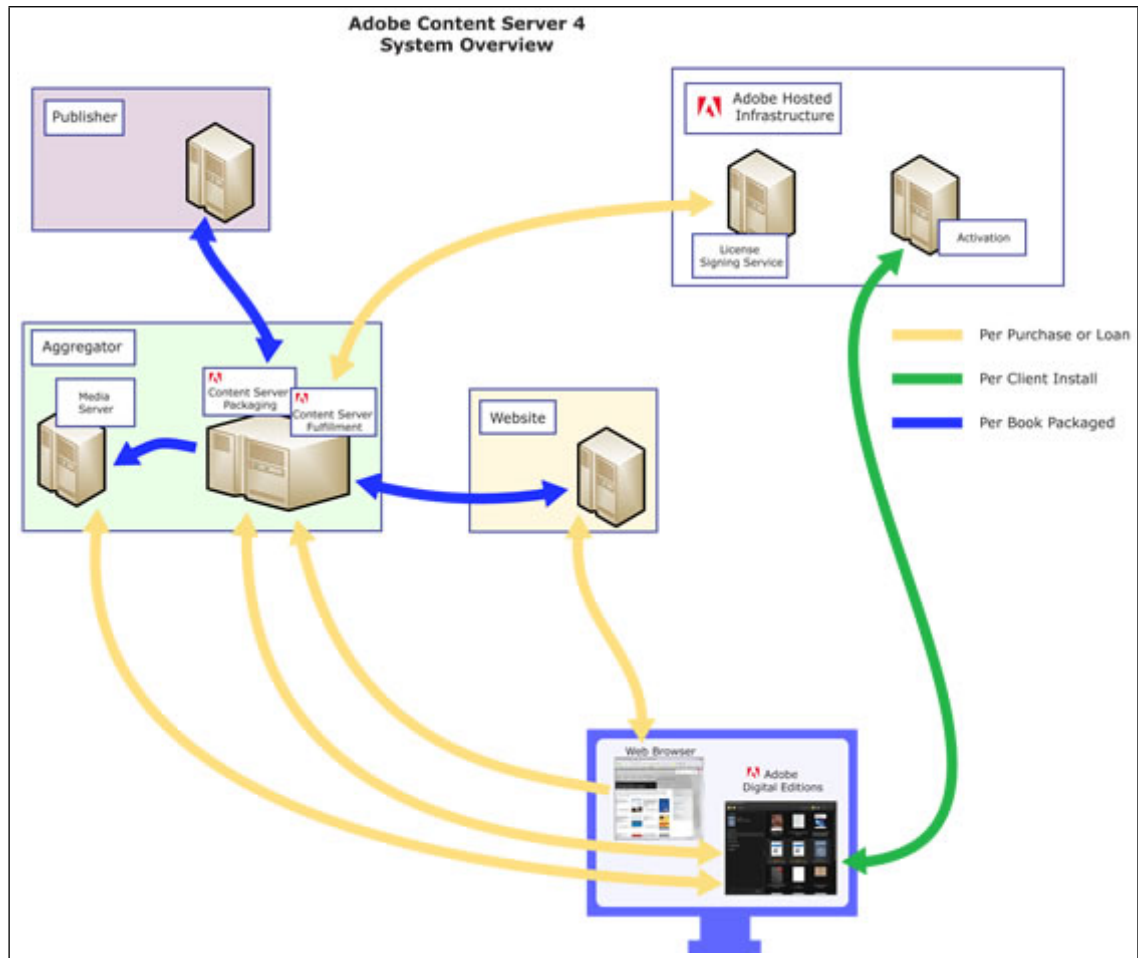 Adobe Content Server 4
System Overview
Publisher
Adobe Hosted
Infrastructure
License
Signing Service
Activation
Aggregator
Media
Server
Content Server
Packaging
Content Server
Fulfillment
Website
Per Purchase or Loan
Per Client Install
Per Book Packaged
Web Browser
Adobe
Digital Editions